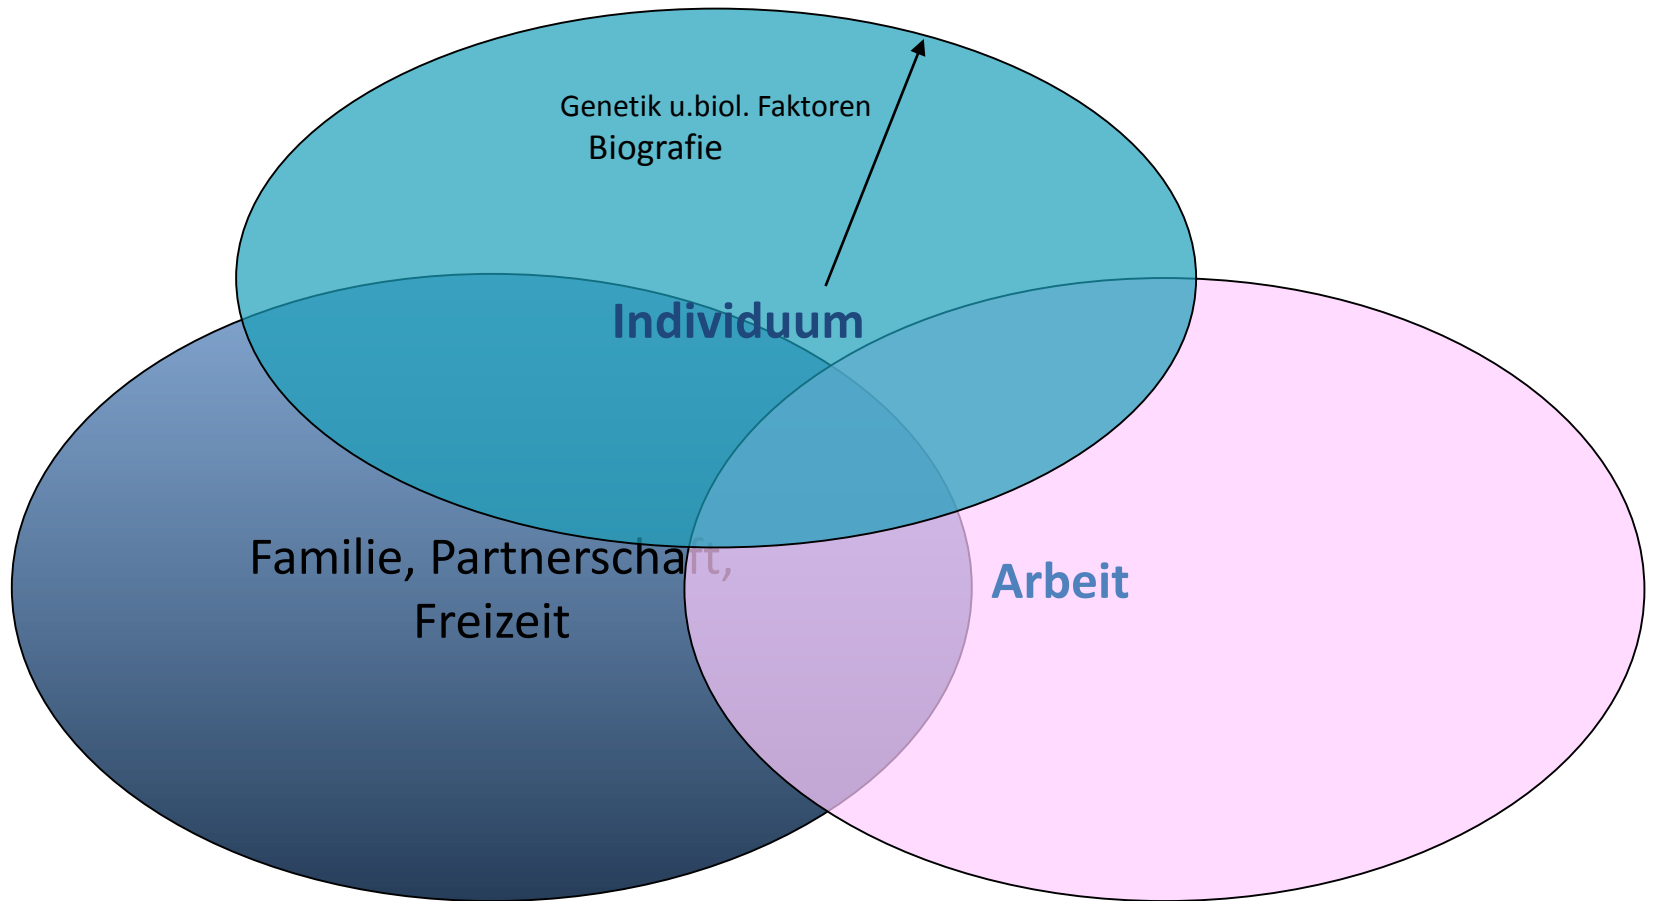 Genetik u.biol. Faktoren
Biografie
Individuum
Familie, Partnerschaft,
Freizeit
Arbeit